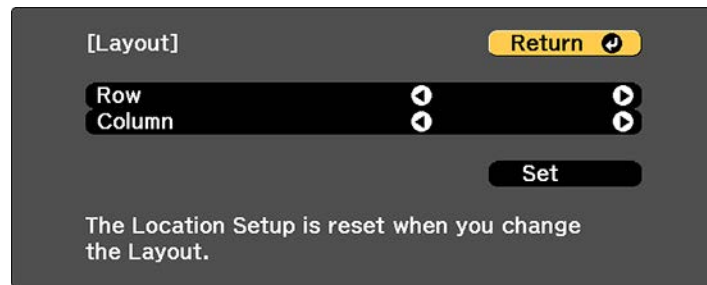 [Layout]
Return
Row
Column
Set
The Location Setup is reset when you change
the Layout.